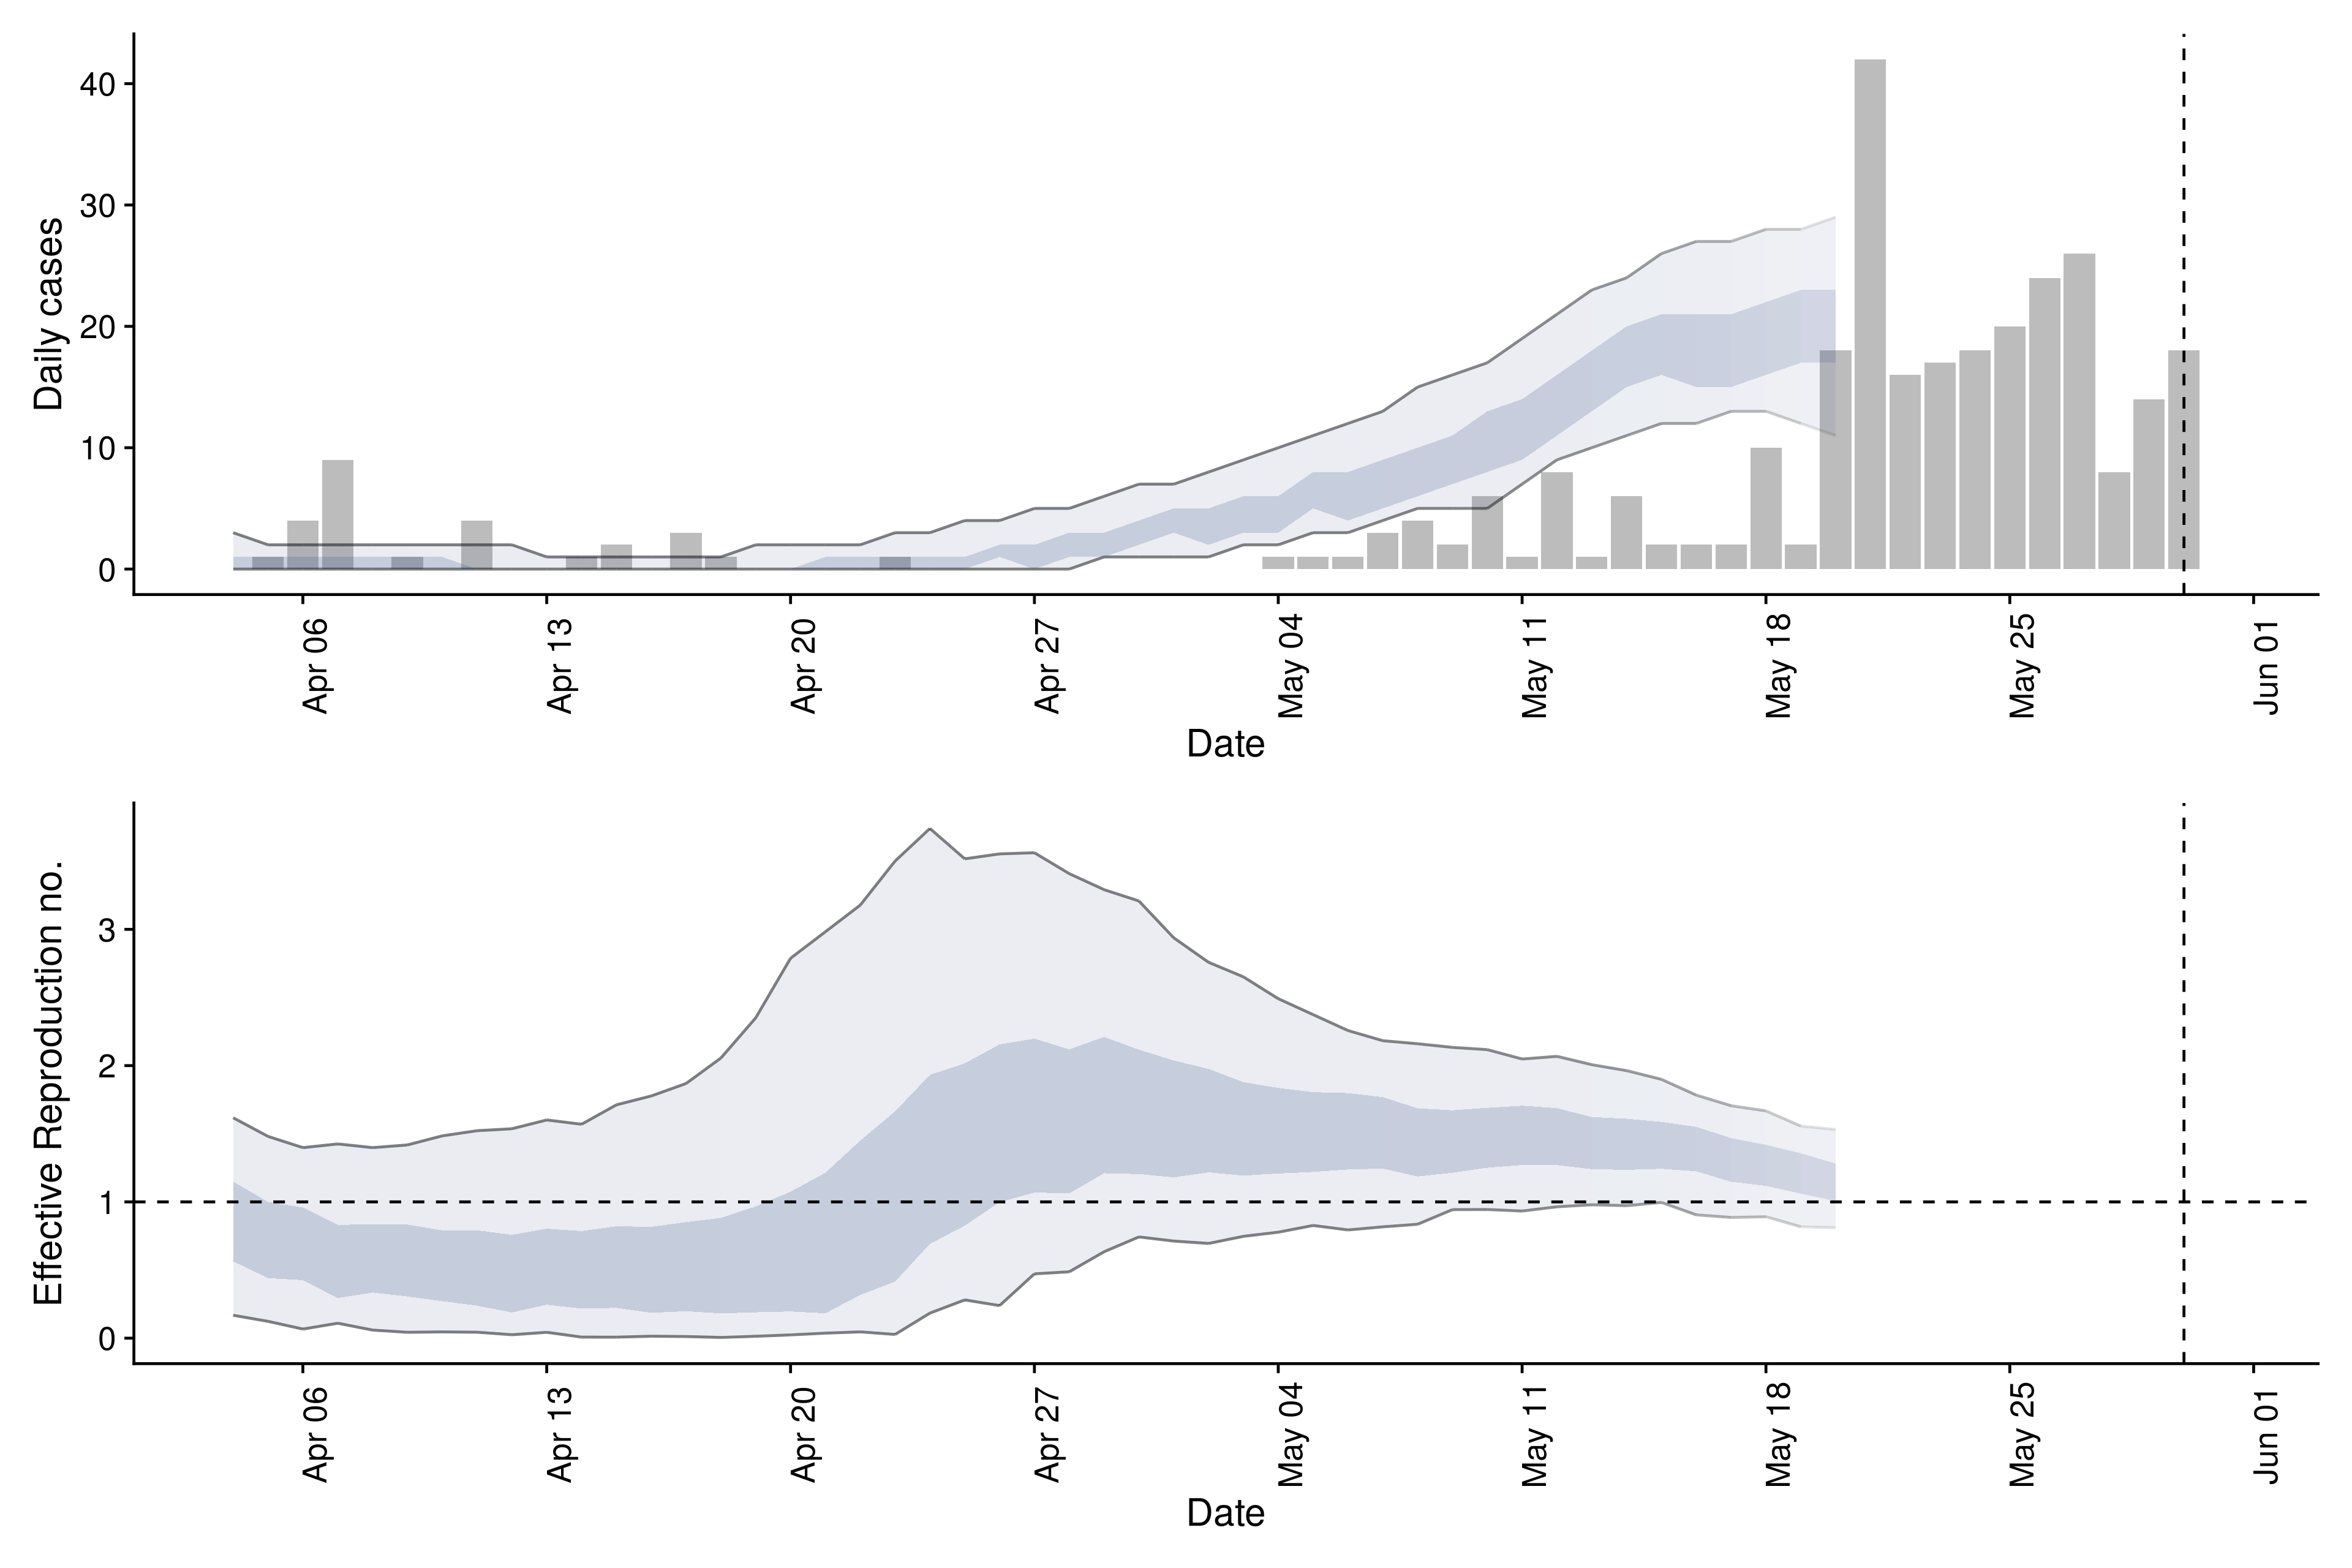 Daily cases
40
30
20
10
0
Apr 06
Apr 13
Apr 20
Apr 27
May 04
May 11
May 18
May 25
Jun 01
Date
Effective Reproduction no.
3
2
1
0
Apr 06
Apr 13
Apr 20
Apr 27
May 04
May 11
May 18
May 25
Jun 01
Date